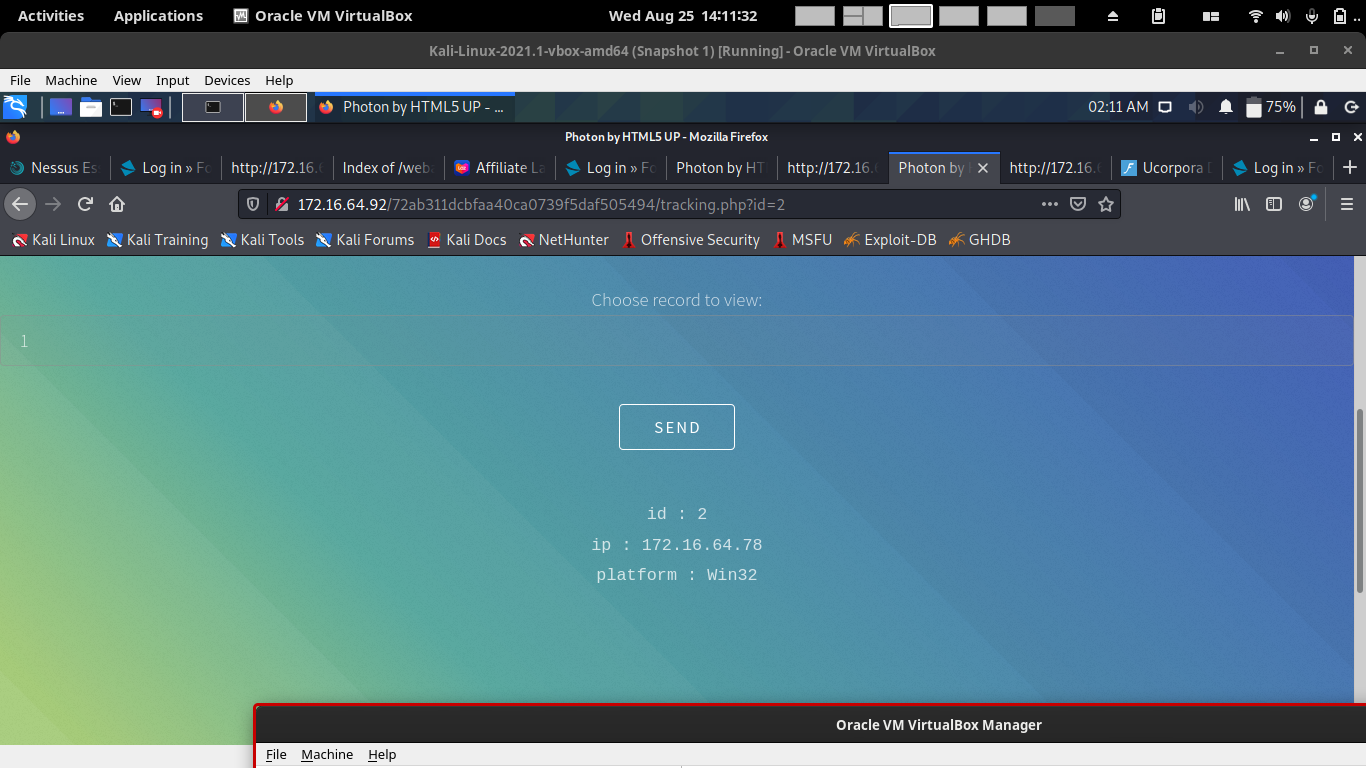 Activities Applications Oracle VM VirtualBox Wed Aug 25 14:11:32
Kali-Linux-2021.1-vbox-amd64 (Snapshot 1) [Running] - Oracle VM VirtualBox
File Machine View Input Devices Help
Photon by HTML5 UP - ... 02:11 AM 75%
Photon by HTML5 UP - Mozilla Firefox
Nessus Es Log in » Fo http://172.16.6 Index of /web Affiliate La Log in » Fo Photon by HT http://172.16. Photon by H http://172.16. Ucorpora D Log in » Fo
172.16.64.92/72ab311dcbfaa40ca0739f5daf505494/tracking.php?id=2
Kali Linux Kali Training Kali Tools Kali Forums Kali Docs NetHunter Offensive Security MSFU Exploit-DB GHDB
Choose record to view:
1
SEND
id : 2
ip : 172.16.64.78
platform : Win32
Oracle VM VirtualBox Manager
File Machine Help